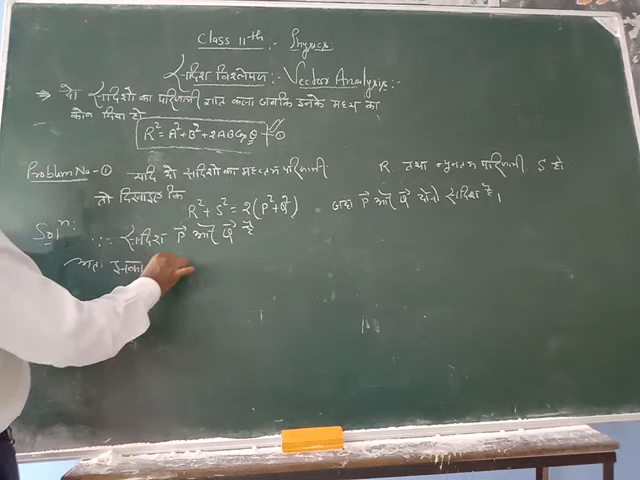 Class 11th:- Physics
सदिश विश्लेषण:- Vector Analysis:-
⇒ दो सदिशों का परिणामी ज्ञात करना जबकि इनके मध्य का
कोण दिया हो
R² = A² + B² + 2AB Cos θ ①
Problem No-① यदि दो सदिशों का महत्तम परिणामी R तथा न्यूनतम परिणामी S हो
तो दिखाइए कि
R² + S² = 2(P² + Q²) जहाँ P⃗ और Q⃗ दोनों सदिश है।
Solⁿ: ∵ सदिश P⃗ और Q⃗ है
अतः इनका